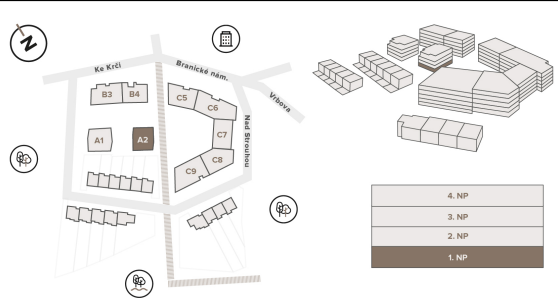 N
Ke Krči
Branické nám.
Vrbova
Nad Strouhou
B3
B4
C5
C6
A1
A2
C7
C8
C9
4. NP
3. NP
2. NP
1. NP